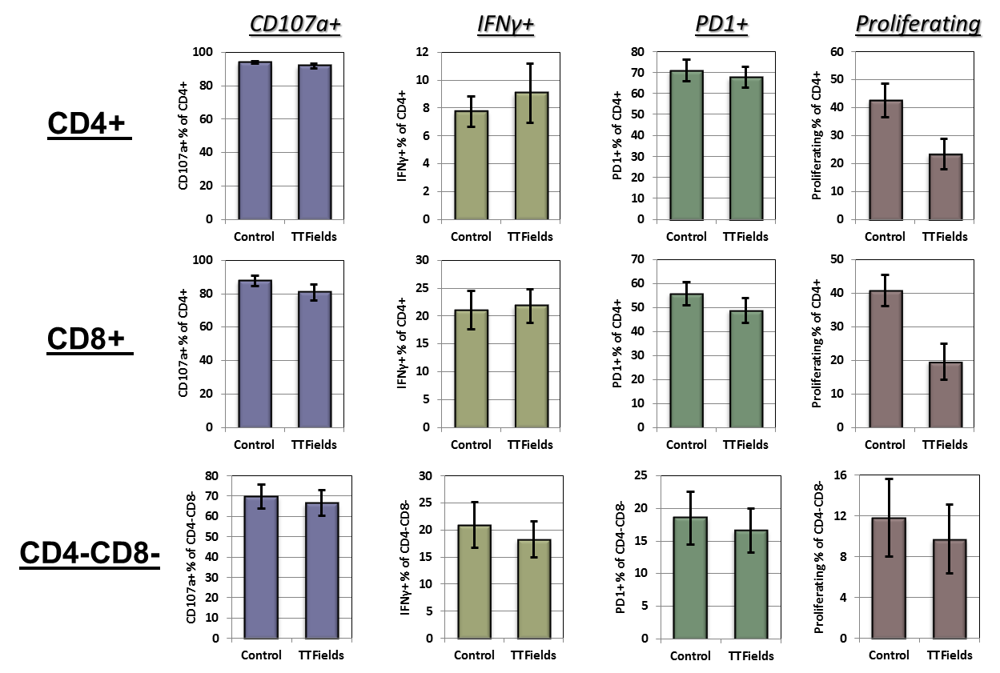 CD107a+ IFNγ+ PD1+ Proliferating
CD4+
CD107a+ % of CD4+
100
80
60
40
20
0
Control TTFields
IFNγ+ % of CD4+
12
10
8
6
4
2
0
Control TTFields
PD1+ % of CD4+
80
70
60
50
40
30
20
10
0
Control TTFields
Proliferating % of CD4+
60
50
40
30
20
10
0
Control TTFields
CD8+
CD107a+ % of CD4+
100
80
60
40
20
0
Control TTFields
IFNγ+ % of CD4+
30
25
20
15
10
5
0
Control TTFields
PD1+ % of CD4+
70
60
50
40
30
20
10
0
Control TTFields
Proliferating % of CD4+
50
40
30
20
10
0
Control TTFields
CD4-CD8-
CD107a+ % of CD4-CD8-
80
70
60
50
40
30
20
10
0
Control TTFields
IFNγ+ % of CD4-CD8-
30
25
20
15
10
5
0
Control TTFields
PD1+ % of CD4-CD8-
25
20
15
10
5
0
Control TTFields
Proliferating % of CD4-CD8-
16
12
8
4
0
Control TTFields